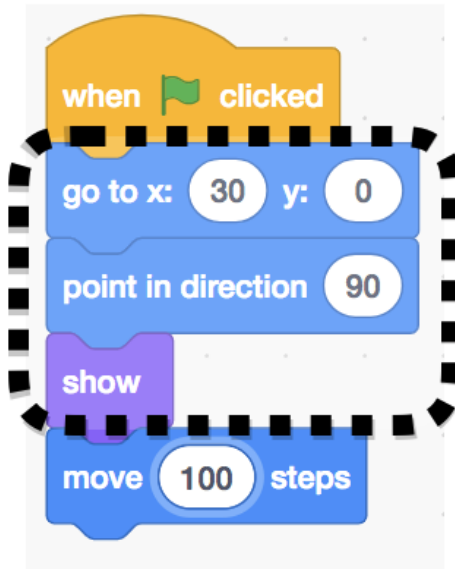 when clicked
go to x: 30 y: 0
point in direction 90
show
move 100 steps